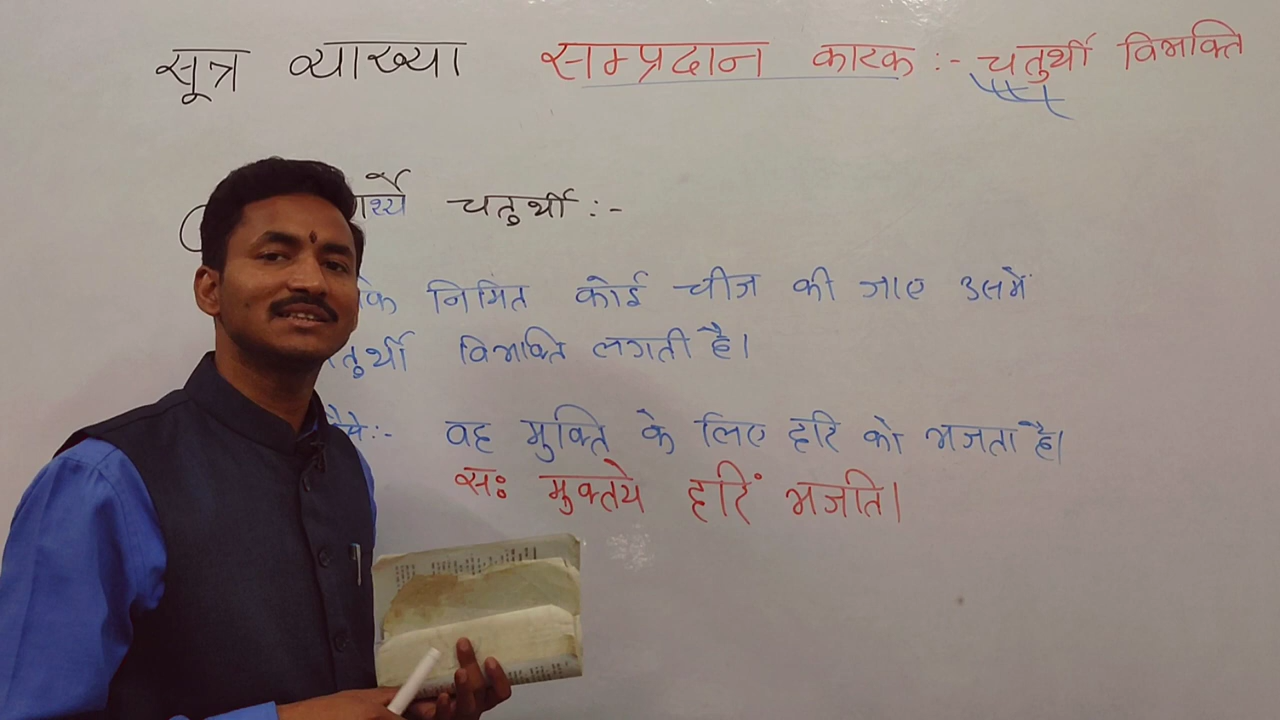 सूत्र व्याख्या सम्प्रदान कारक :- चतुर्थी विभक्ति
चतुर्थी :-
के निमित कोई चीज की जाए उसमें
तुर्थी विभक्ति लगती है।
वह मुक्ति के लिए हरि को भजता है।
सः मुक्तये हरिं भजति।